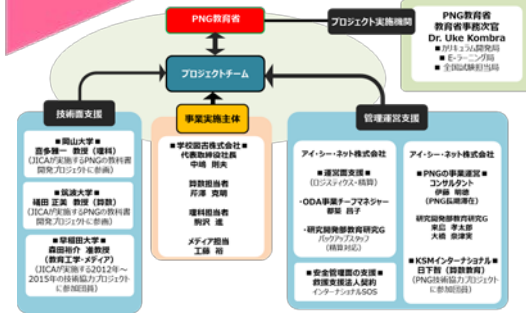 PNG教育省
プロジェクト実施機関
PNG教育省
教育省事務次官
Dr. Uke Kombra
■カリキュラム開発局
■E-ラーニング局
■全国試験担当局
プロジェクトチーム
技術面支援
事業実施主体
管理運営支援
■岡山大学■
喜多雅一 教授（理科）
(JICAが実施するPNGの教科書
開発プロジェクトに参画)
■筑波大学■
礒田 正美 教授（算数）
(JICAが実施するPNGの教科書
開発プロジェクトに参画)
■早稲田大学■
森田裕介 准教授
(教育工学・メディア)
(JICAが実施する2012年～
2015年の技術協力プロジェクト
に参加団員)
■学校図書株式会社■
代表取締役社長
中嶋 則夫
算数担当者
芹澤 克明
理科担当者
駒沢 進
メディア担当
工藤 裕
アイ・シー・ネット株式会社
■運営面支援■
(ロジスティクス・精算)
・ODA事業チームマネジャー
都築 昌子
・研究開発部教育研究G
バックアップスタッフ
(精算対応)
■安全管理面の支援■
救援支援法人契約
インターナショナルSOS
アイ・シー・ネット株式会社
■PNGの事業運営■
コンサルタント
伊藤 明徳
(PNG長期滞在)
研究開発部教育研究G
來島 孝太郎
大橋 奈津実
■KSMインターナショナル■
日下智（算数教育）
(PNG技術協力プロジェクト
に参加団員)